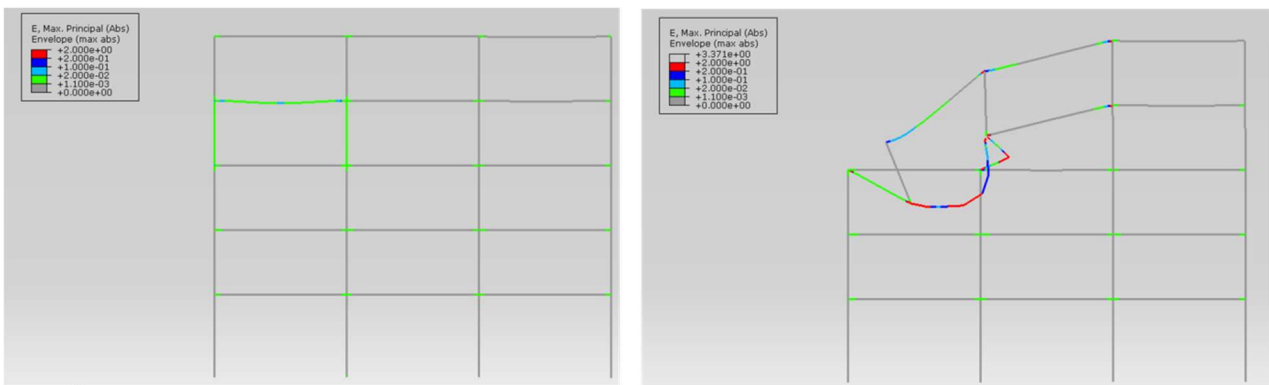 E, Max. Principal (Abs)
Envelope (max abs)
+2.000e+00
+2.000e-01
+1.000e-01
+2.000e-02
+1.100e-03
+0.000e+00
E, Max. Principal (Abs)
Envelope (max abs)
+3.371e+00
+2.000e+00
+2.000e-01
+1.000e-01
+2.000e-02
+1.100e-03
+0.000e+00